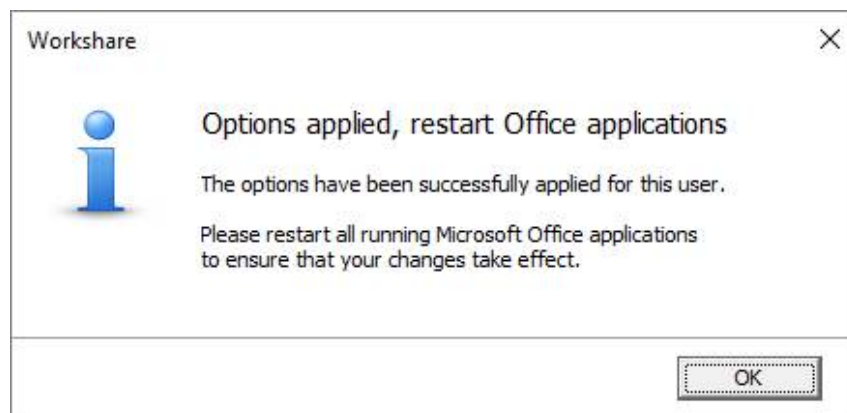 Workshare
Options applied, restart Office applications
The options have been successfully applied for this user.
Please restart all running Microsoft Office applications
to ensure that your changes take effect.
OK